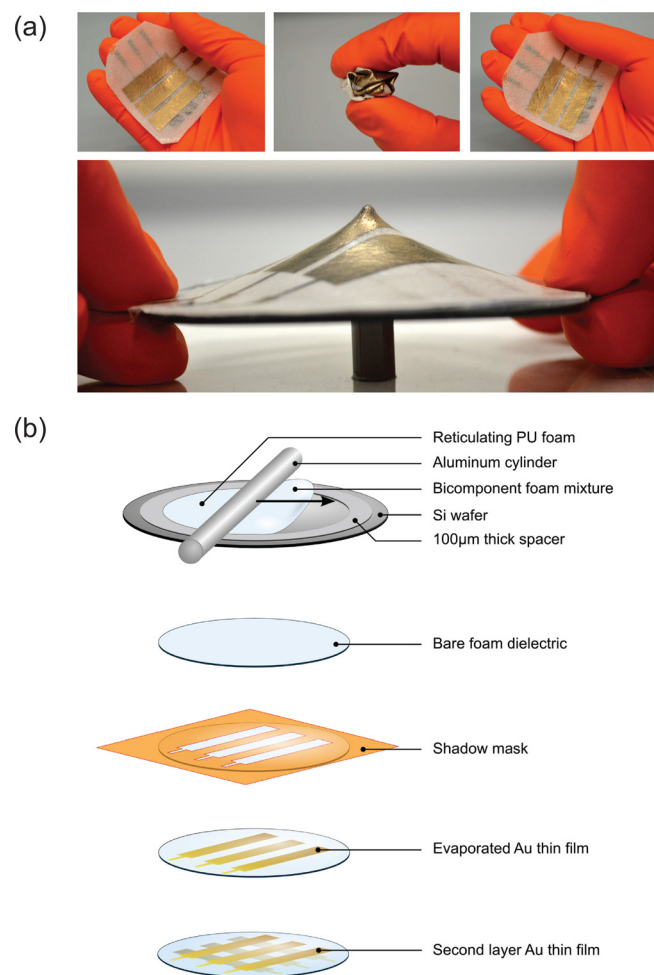 (a)
(b)
Reticulating PU foam
Aluminum cylinder
Bicomponent foam mixture
Si wafer
100µm thick spacer
Bare foam dielectric
Shadow mask
Evaporated Au thin film
Second layer Au thin film